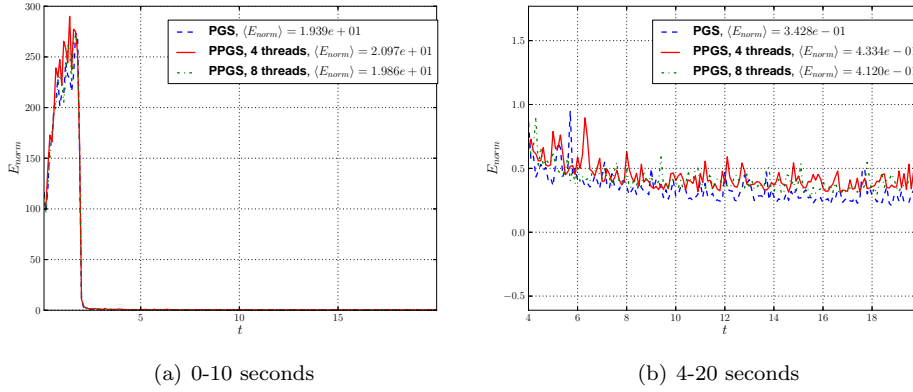 300
250
200
150
100
50
0
5
10
15
t
E_norm
PGS, ⟨E_norm⟩ = 1.939e + 01
PPGS, 4 threads, ⟨E_norm⟩ = 2.097e + 01
PPGS, 8 threads, ⟨E_norm⟩ = 1.986e + 01
(a) 0-10 seconds
1.5
1.0
0.5
0.0
−0.5
4
6
8
10
12
14
16
18
t
E_norm
PGS, ⟨E_norm⟩ = 3.428e − 01
PPGS, 4 threads, ⟨E_norm⟩ = 4.334e − 01
PPGS, 8 threads, ⟨E_norm⟩ = 4.120e − 01
(b) 4-20 seconds